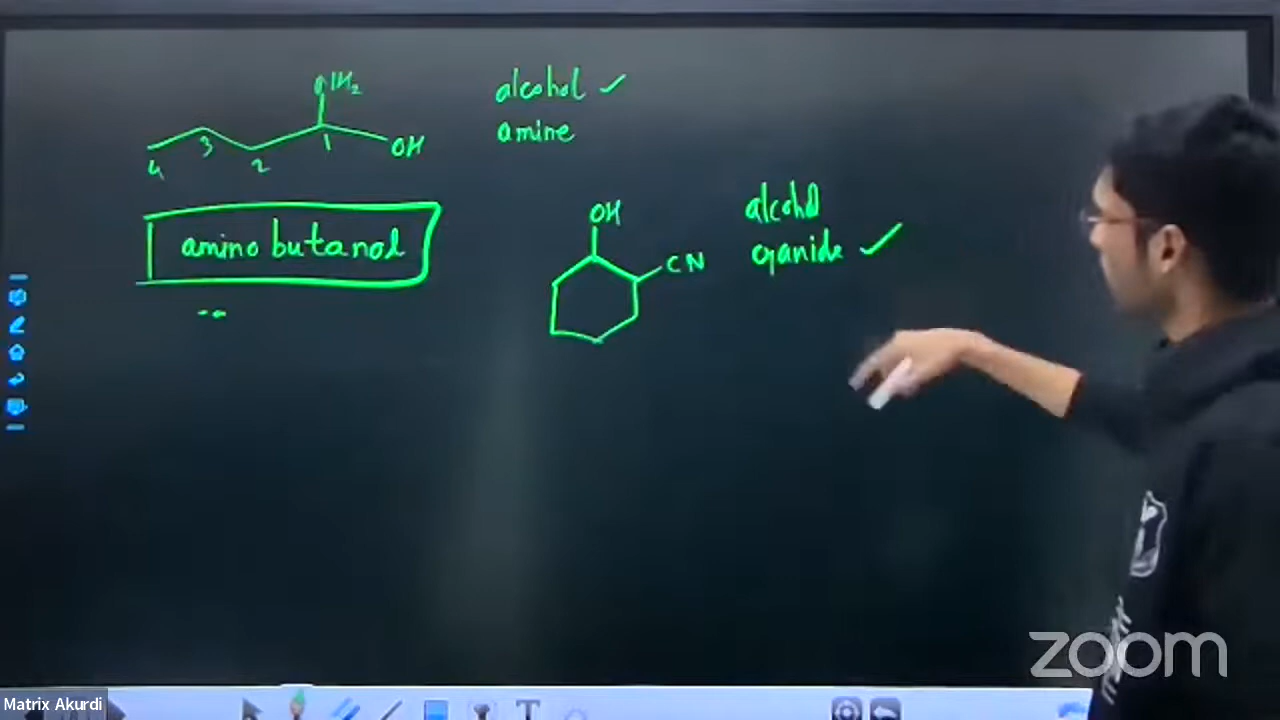 NH₂
OH
4 3 2 1
alcohol ✓
amine
amino butanol
OH
CN
alcohol
cyanide ✓
zoom
Matrix Akurdi
T